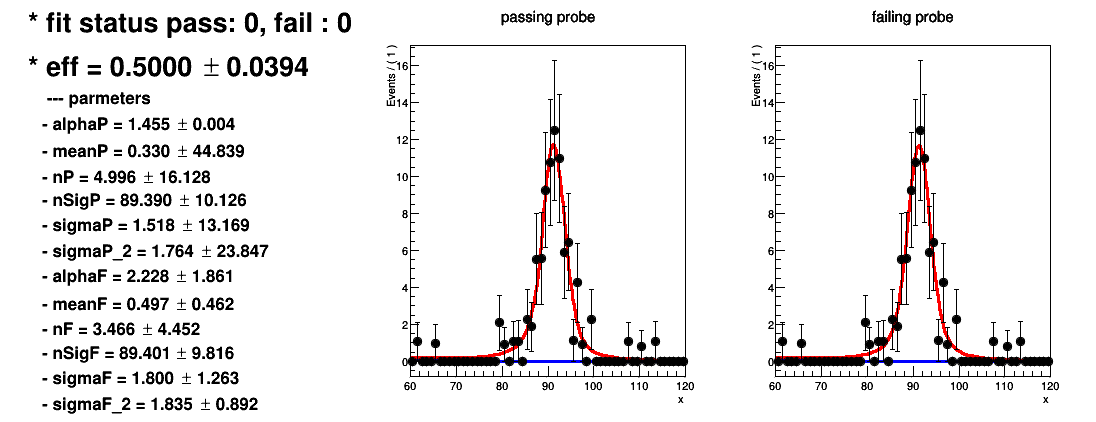 * fit status pass: 0, fail : 0
* eff = 0.5000 ± 0.0394
--- parmeters
- alphaP = 1.455 ± 0.004
- meanP = 0.330 ± 44.839
- nP = 4.996 ± 16.128
- nSigP = 89.390 ± 10.126
- sigmaP = 1.518 ± 13.169
- sigmaP_2 = 1.764 ± 23.847
- alphaF = 2.228 ± 1.861
- meanF = 0.497 ± 0.462
- nF = 3.466 ± 4.452
- nSigF = 89.401 ± 9.816
- sigmaF = 1.800 ± 1.263
- sigmaF_2 = 1.835 ± 0.892
passing probe
Events / ( 1 )
16
14
12
10
8
6
4
2
0
60 70 80 90 100 110 120
x
failing probe
Events / ( 1 )
16
14
12
10
8
6
4
2
0
60 70 80 90 100 110 120
x